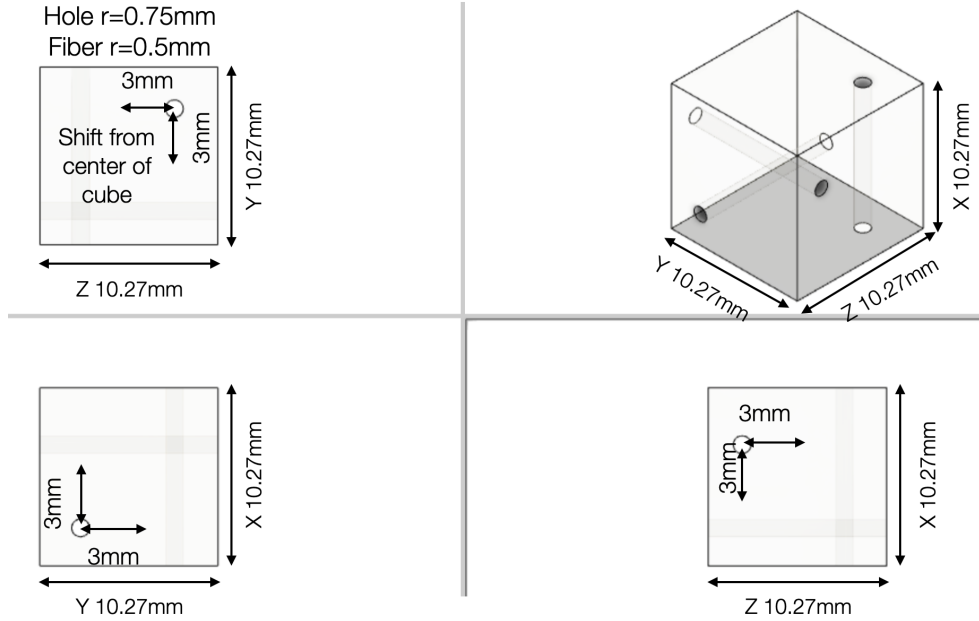 Hole r=0.75mm
Fiber r=0.5mm
3mm
3mm
Shift from
center of
cube
Y 10.27mm
Z 10.27mm
X 10.27mm
Y 10.27mm
Z 10.27mm
3mm
3mm
X 10.27mm
Y 10.27mm
3mm
3mm
X 10.27mm
Z 10.27mm